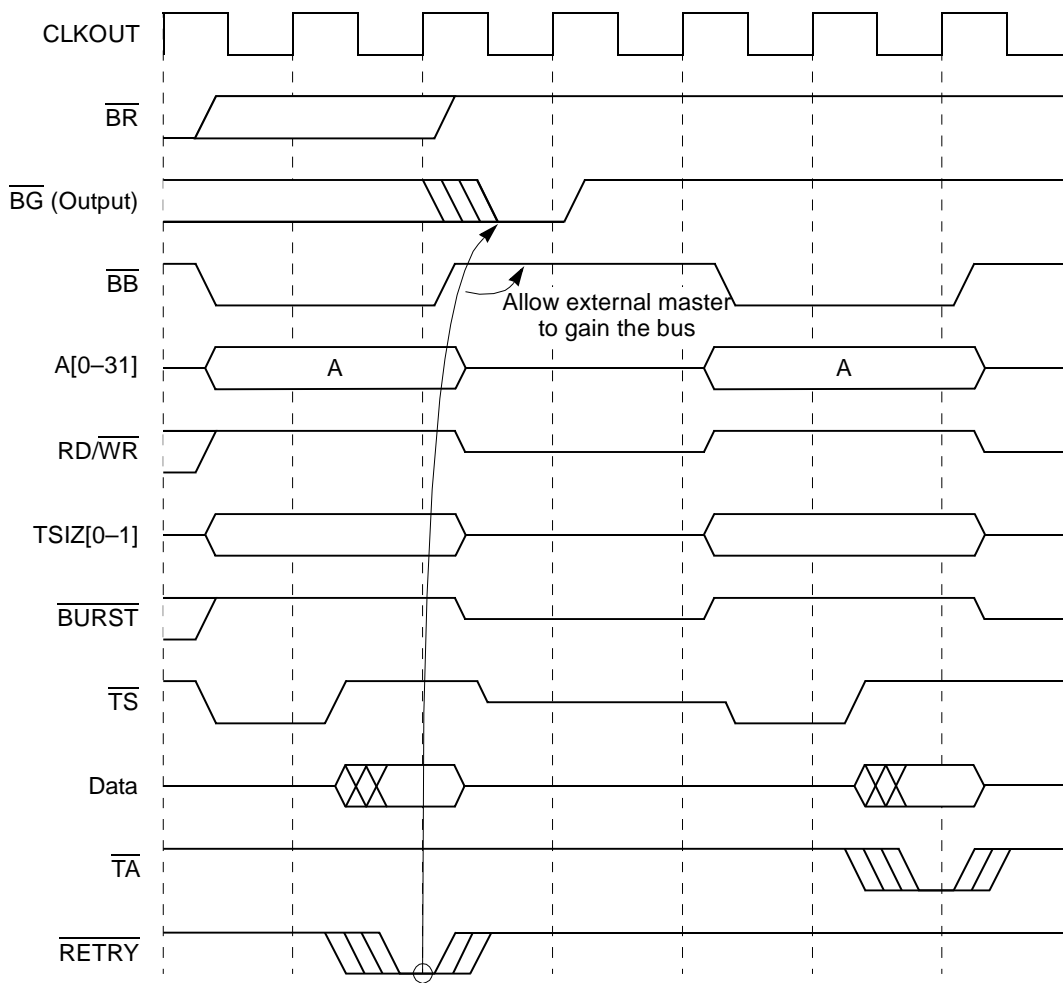 CLKOUT
BR
BG (Output)
BB
Allow external master
to gain the bus
A[0–31]
A
A
RD/WR
TSIZ[0–1]
BURST
TS
Data
TA
RETRY